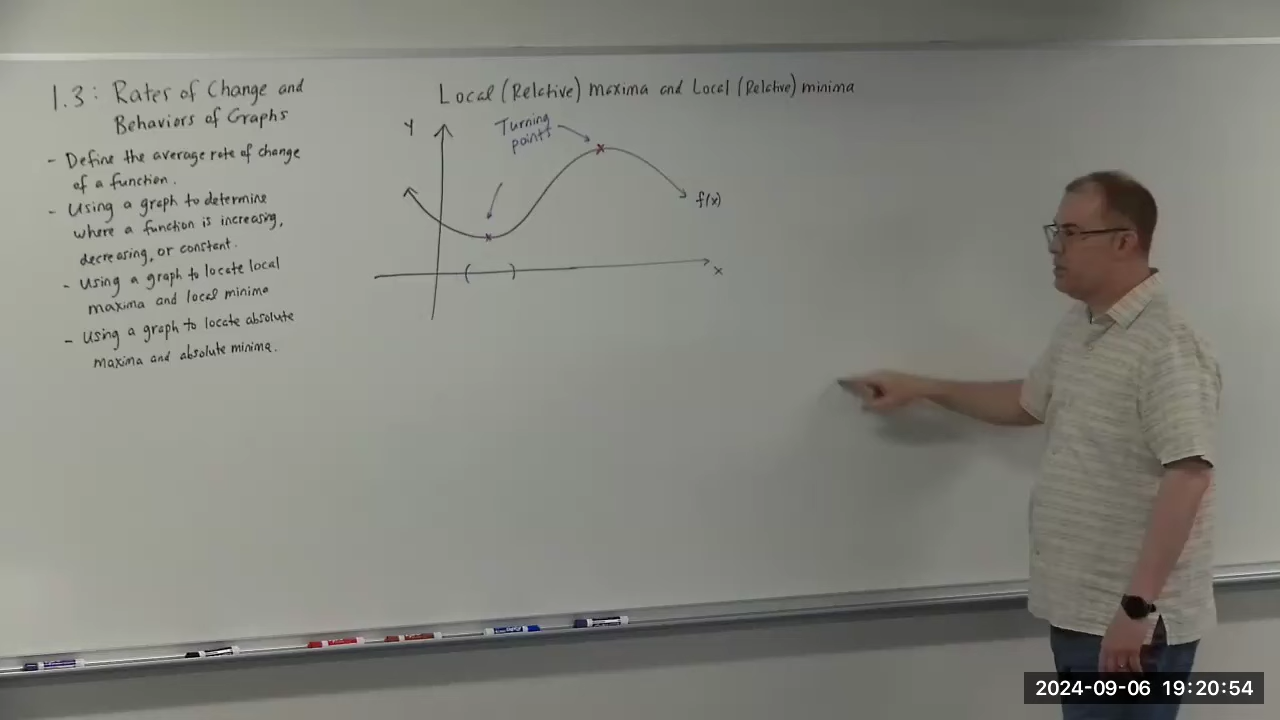 1.3: Rates of Change and
Behaviors of Graphs
- Define the average rate of change
of a function.
- Using a graph to determine
where a function is increasing,
decreasing, or constant.
- Using a graph to locate local
maxima and local minima
- Using a graph to locate absolute
maxima and absolute minima.
Local (Relative) maxima and Local (Relative) minima
y
Turning
points
f(x)
x
2024-09-06 19:20:54